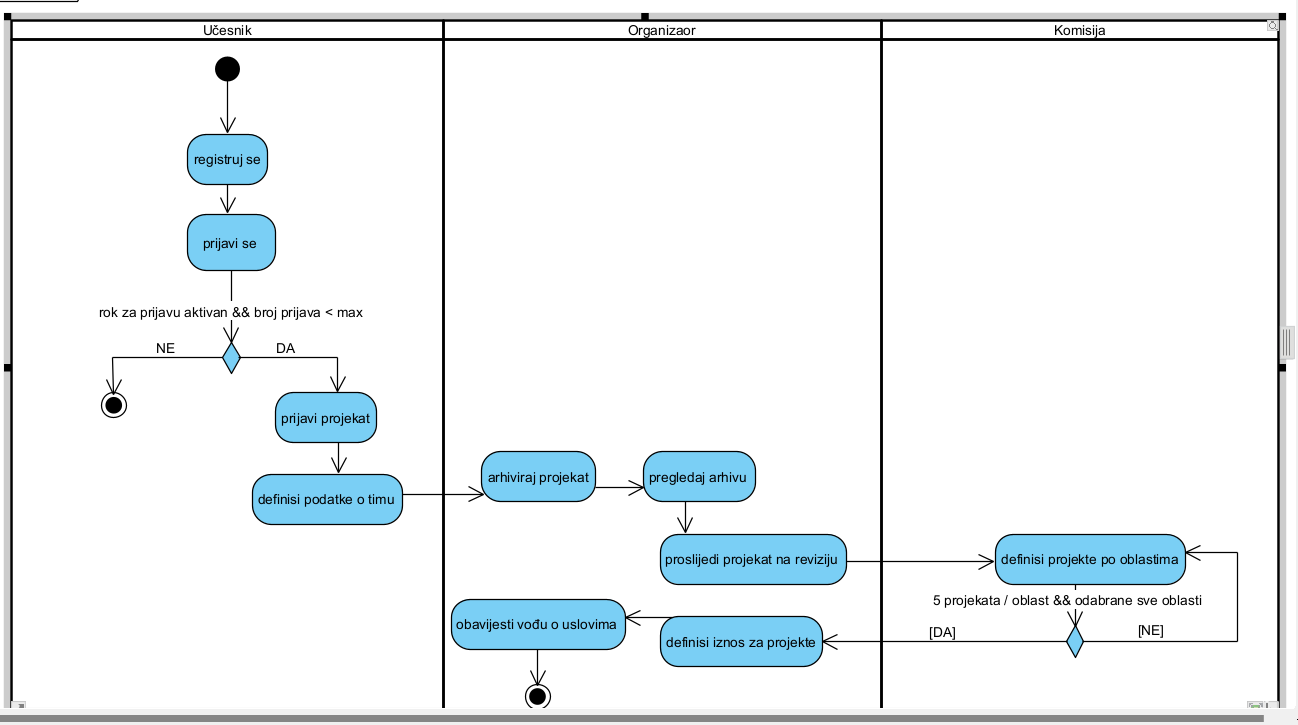 Učesnik
Organizaor
Komisija
registruj se
prijavi se
rok za prijavu aktivan && broj prijava < max
NE
DA
prijavi projekat
definisi podatke o timu
arhiviraj projekat
pregledaj arhivu
proslijedi projekat na reviziju
definisi projekte po oblastima
5 projekata / oblast && odabrane sve oblasti
[DA]
[NE]
obavijesti vođu o uslovima
definisi iznos za projekte